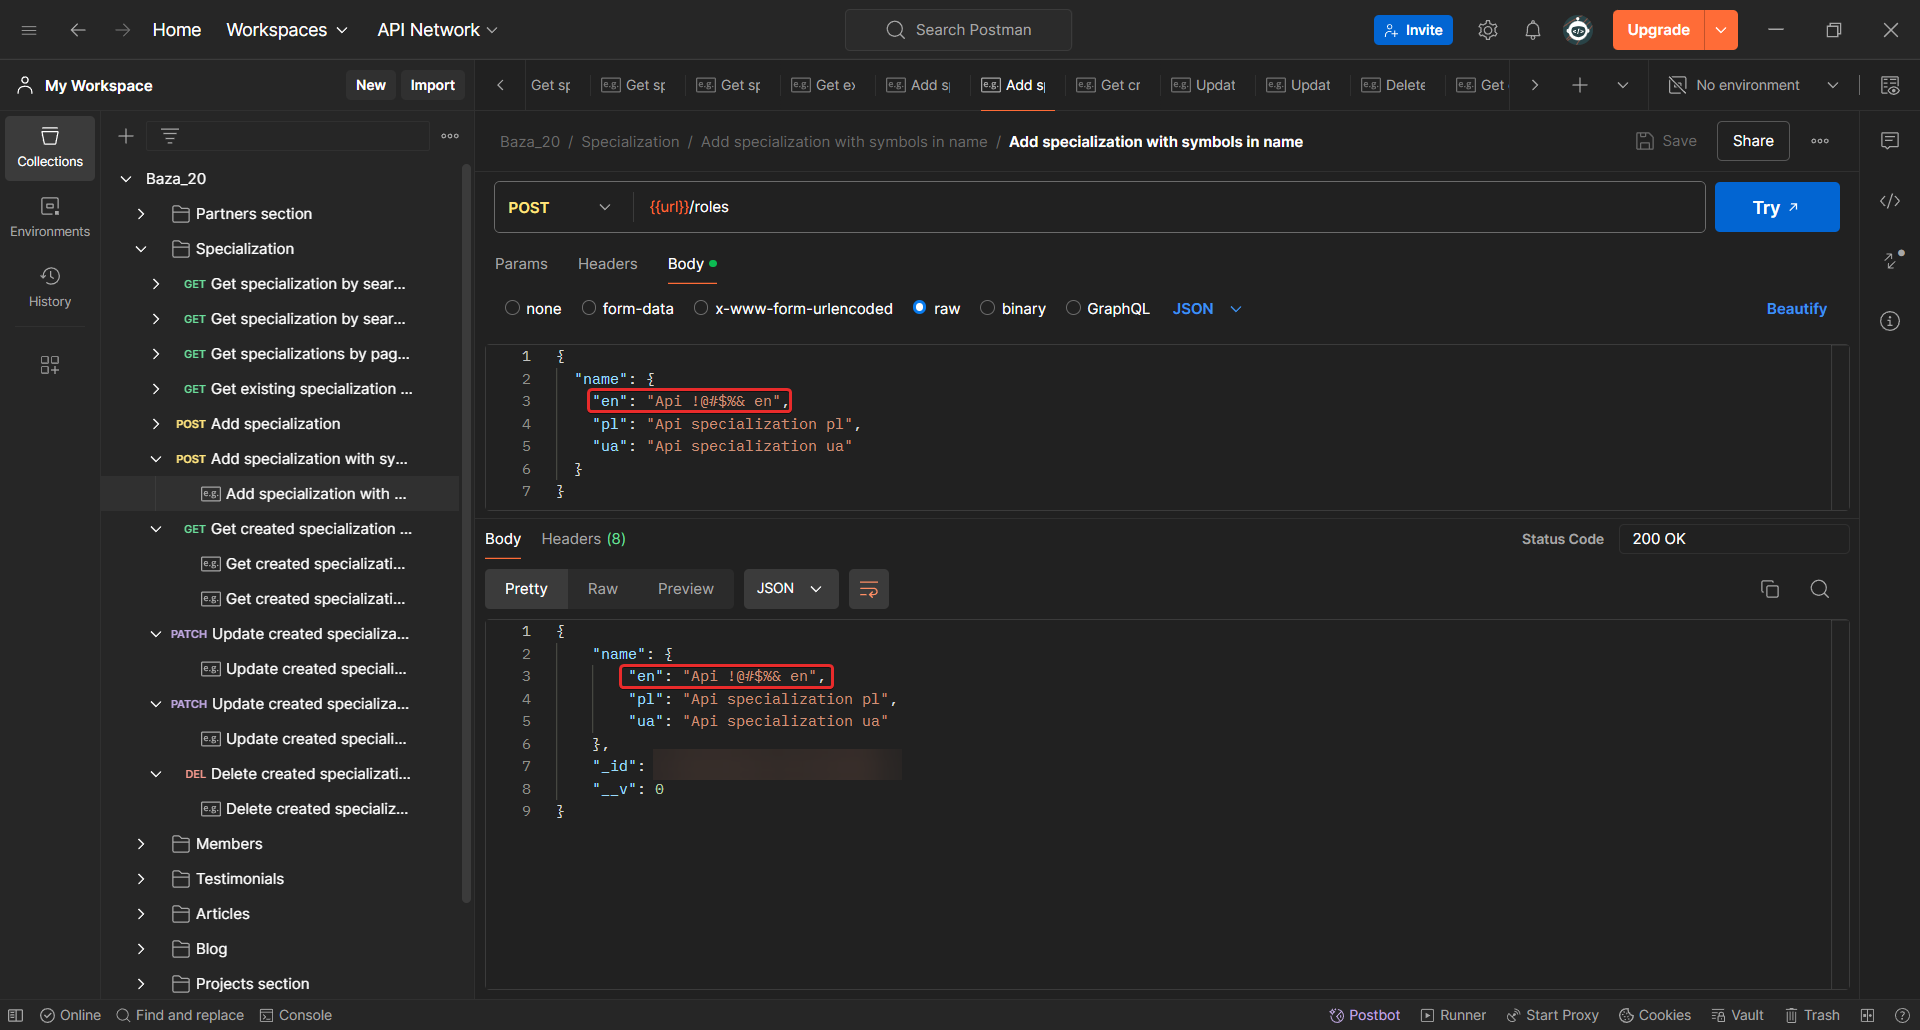 Home Workspaces API Network Search Postman Invite Upgrade
My Workspace New Import Get sp e.g. Get sp e.g. Get sp e.g. Get ex e.g. Add s e.g. Add s e.g. Get cr e.g. Updat e.g. Updat e.g. Delete e.g. Get No environment
Collections
Environments
History
Baza_20
Partners section
Specialization
GET Get specialization by sear...
GET Get specialization by sear...
GET Get specializations by pag...
GET Get existing specialization ...
POST Add specialization
POST Add specialization with sy...
e.g. Add specialization with ...
GET Get created specialization ...
e.g. Get created specializati...
e.g. Get created specializati...
PATCH Update created specializa...
e.g. Update created speciali...
PATCH Update created specializa...
e.g. Update created speciali...
DEL Delete created specializati...
e.g. Delete created specializ...
Members
Testimonials
Articles
Blog
Projects section
Baza_20 / Specialization / Add specialization with symbols in name / Add specialization with symbols in name Save Share
POST {{url}}/roles Try
Params Headers Body
none form-data x-www-form-urlencoded raw binary GraphQL JSON Beautify
1 {
2 "name": {
3 "en": "Api !@#$%& en",
4 "pl": "Api specialization pl",
5 "ua": "Api specialization ua"
6 }
7 }
Body Headers (8) Status Code 200 OK
Pretty Raw Preview JSON
1 {
2 "name": {
3 "en": "Api !@#$%& en",
4 "pl": "Api specialization pl",
5 "ua": "Api specialization ua"
6 },
7 "_id":
8 "__v": 0
9 }
Online Find and replace Console Postbot Runner Start Proxy Cookies Vault Trash